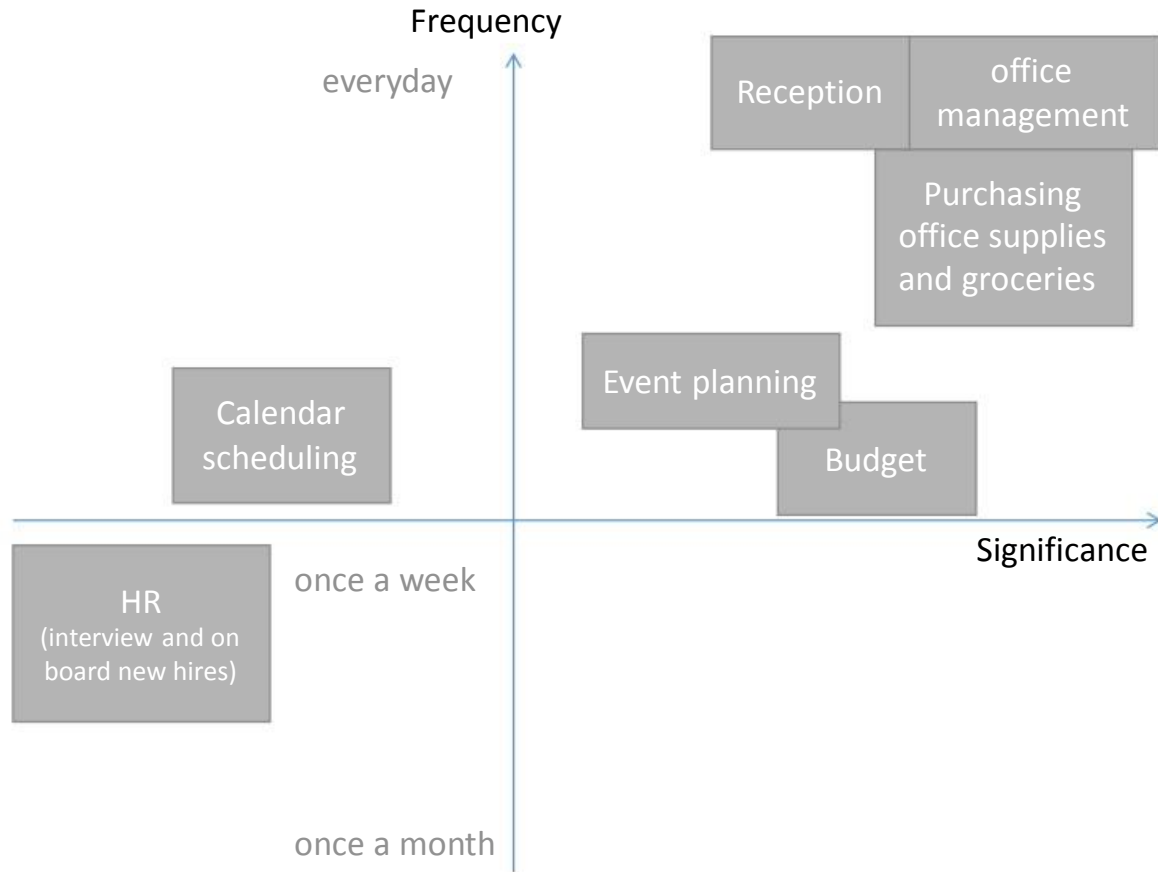 Frequency
everyday
Reception
office
management
Purchasing
office supplies
and groceries
Event planning
Calendar
scheduling
Budget
Significance
once a week
HR
(interview and on
board new hires)
once a month